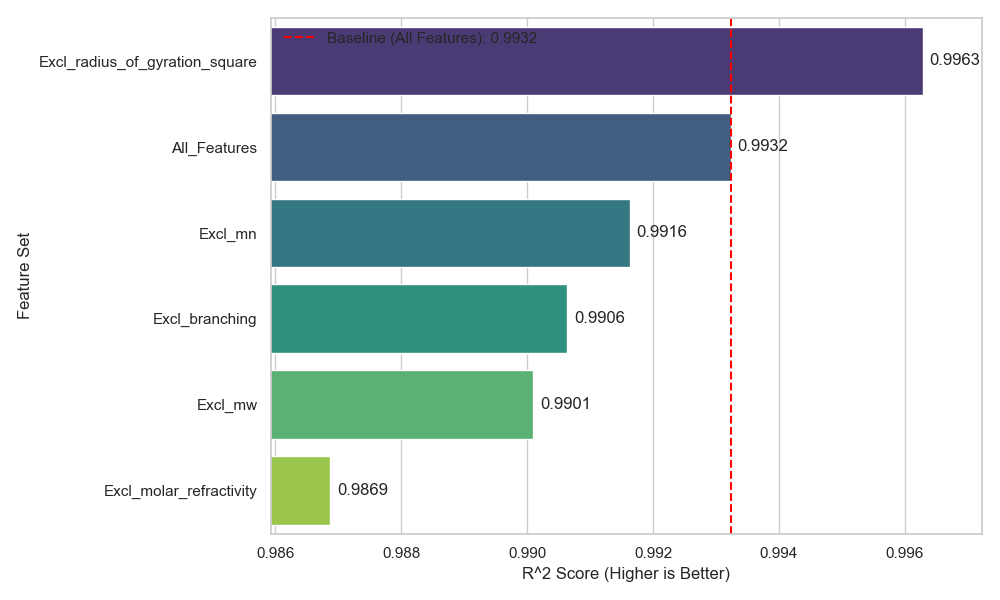 Baseline (All Features): 0.9932
Excl_radius_of_gyration_square
0.9963
All_Features
0.9932
Excl_mn
0.9916
Excl_branching
0.9906
Excl_mw
0.9901
Excl_molar_refractivity
0.9869
Feature Set
0.986 0.988 0.990 0.992 0.994 0.996
R^2 Score (Higher is Better)